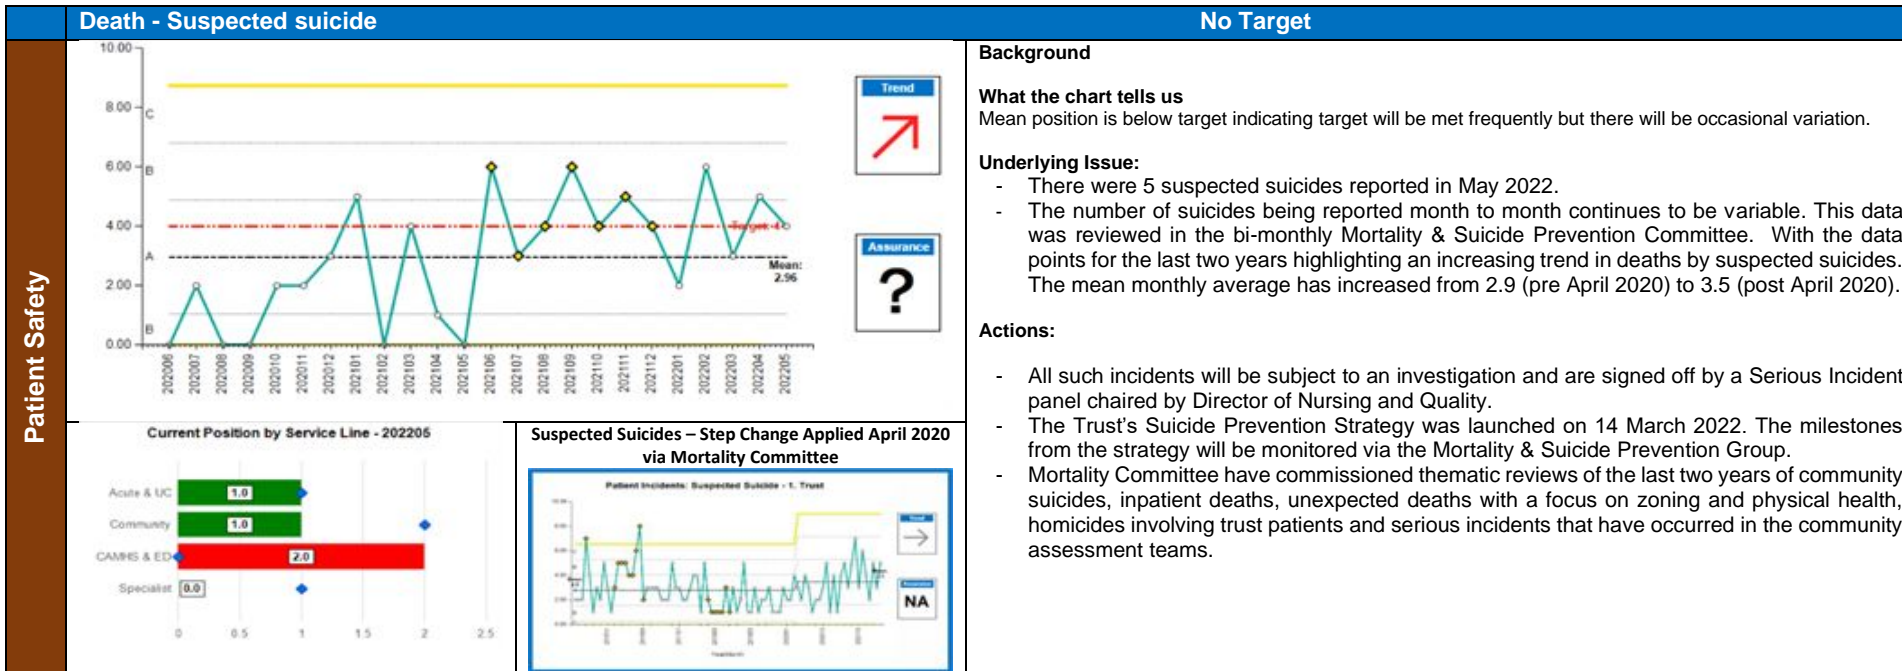 Death - Suspected suicide
No Target
Patient Safety
10.00
8.00
6.00
4.00
2.00
0.00
C
B
A
B
Target: 4
Mean:
2.96
202006
202007
202008
202009
202010
202011
202012
202101
202102
202103
202104
202105
202106
202107
202108
202109
202110
202111
202112
202201
202202
202203
202204
202205
Trend
Assurance
?
Background
What the chart tells us
Mean position is below target indicating target will be met frequently but there will be occasional variation.
Underlying Issue:
- There were 5 suspected suicides reported in May 2022.
- The number of suicides being reported month to month continues to be variable. This data
was reviewed in the bi-monthly Mortality & Suicide Prevention Committee. With the data
points for the last two years highlighting an increasing trend in deaths by suspected suicides.
The mean monthly average has increased from 2.9 (pre April 2020) to 3.5 (post April 2020).
Actions:
- All such incidents will be subject to an investigation and are signed off by a Serious Incident
panel chaired by Director of Nursing and Quality.
- The Trust's Suicide Prevention Strategy was launched on 14 March 2022. The milestones
from the strategy will be monitored via the Mortality & Suicide Prevention Group.
- Mortality Committee have commissioned thematic reviews of the last two years of community
suicides, inpatient deaths, unexpected deaths with a focus on zoning and physical health,
homicides involving trust patients and serious incidents that have occurred in the community
assessment teams.
Current Position by Service Line - 202205
Acute & UC 1.0
Community 1.0
CAMHS & ED 2.0
Specialist 0.0
0 0.5 1 1.5 2 2.5
Suspected Suicides – Step Change Applied April 2020
via Mortality Committee
Patient Incidents: Suspected Suicide - 1. Trust
Trend
NA